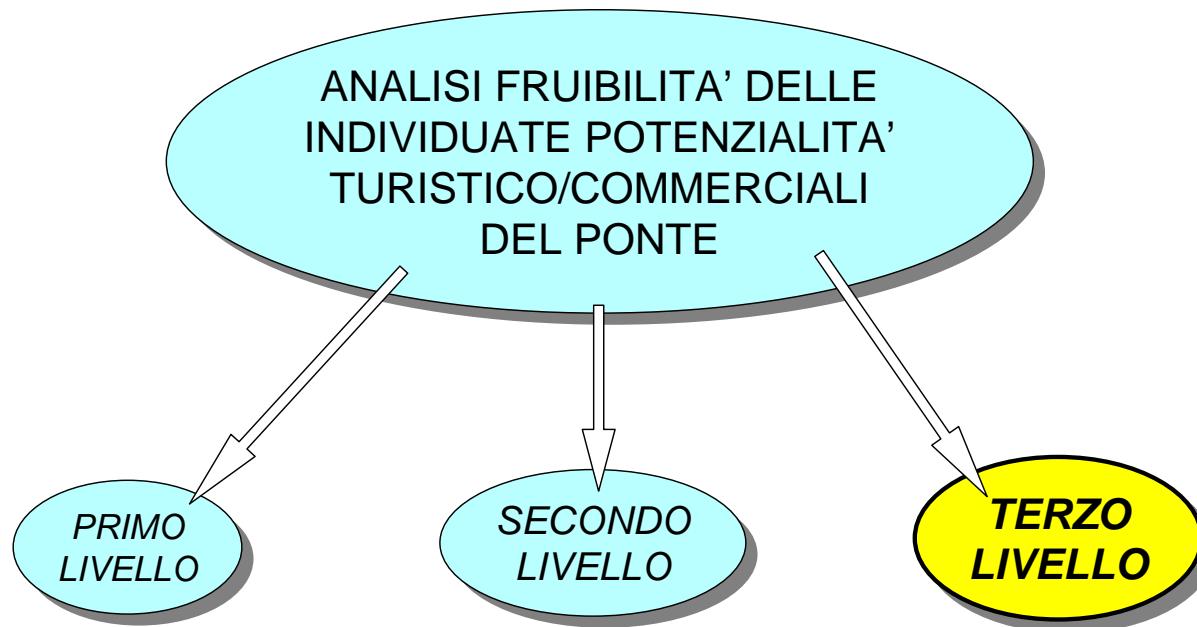 ANALISI FRUIBILITA’ DELLE
INDIVIDUATE POTENZIALITA’
TURISTICO/COMMERCIALI
DEL PONTE
PRIMO
LIVELLO
SECONDO
LIVELLO
TERZO
LIVELLO